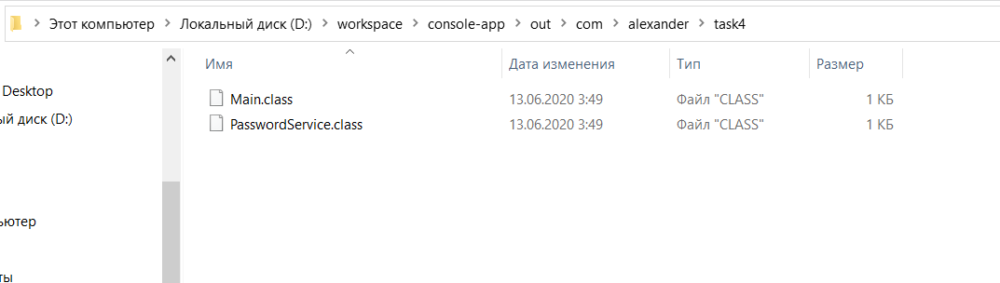 Этот компьютер > Локальный диск (D:) > workspace > console-app > out > com > alexander > task4
Имя Дата изменения Тип Размер
Desktop
ый диск (D:)
ьютер
ты
Main.class 13.06.2020 3:49 Файл "CLASS" 1 КБ
PasswordService.class 13.06.2020 3:49 Файл "CLASS" 1 КБ